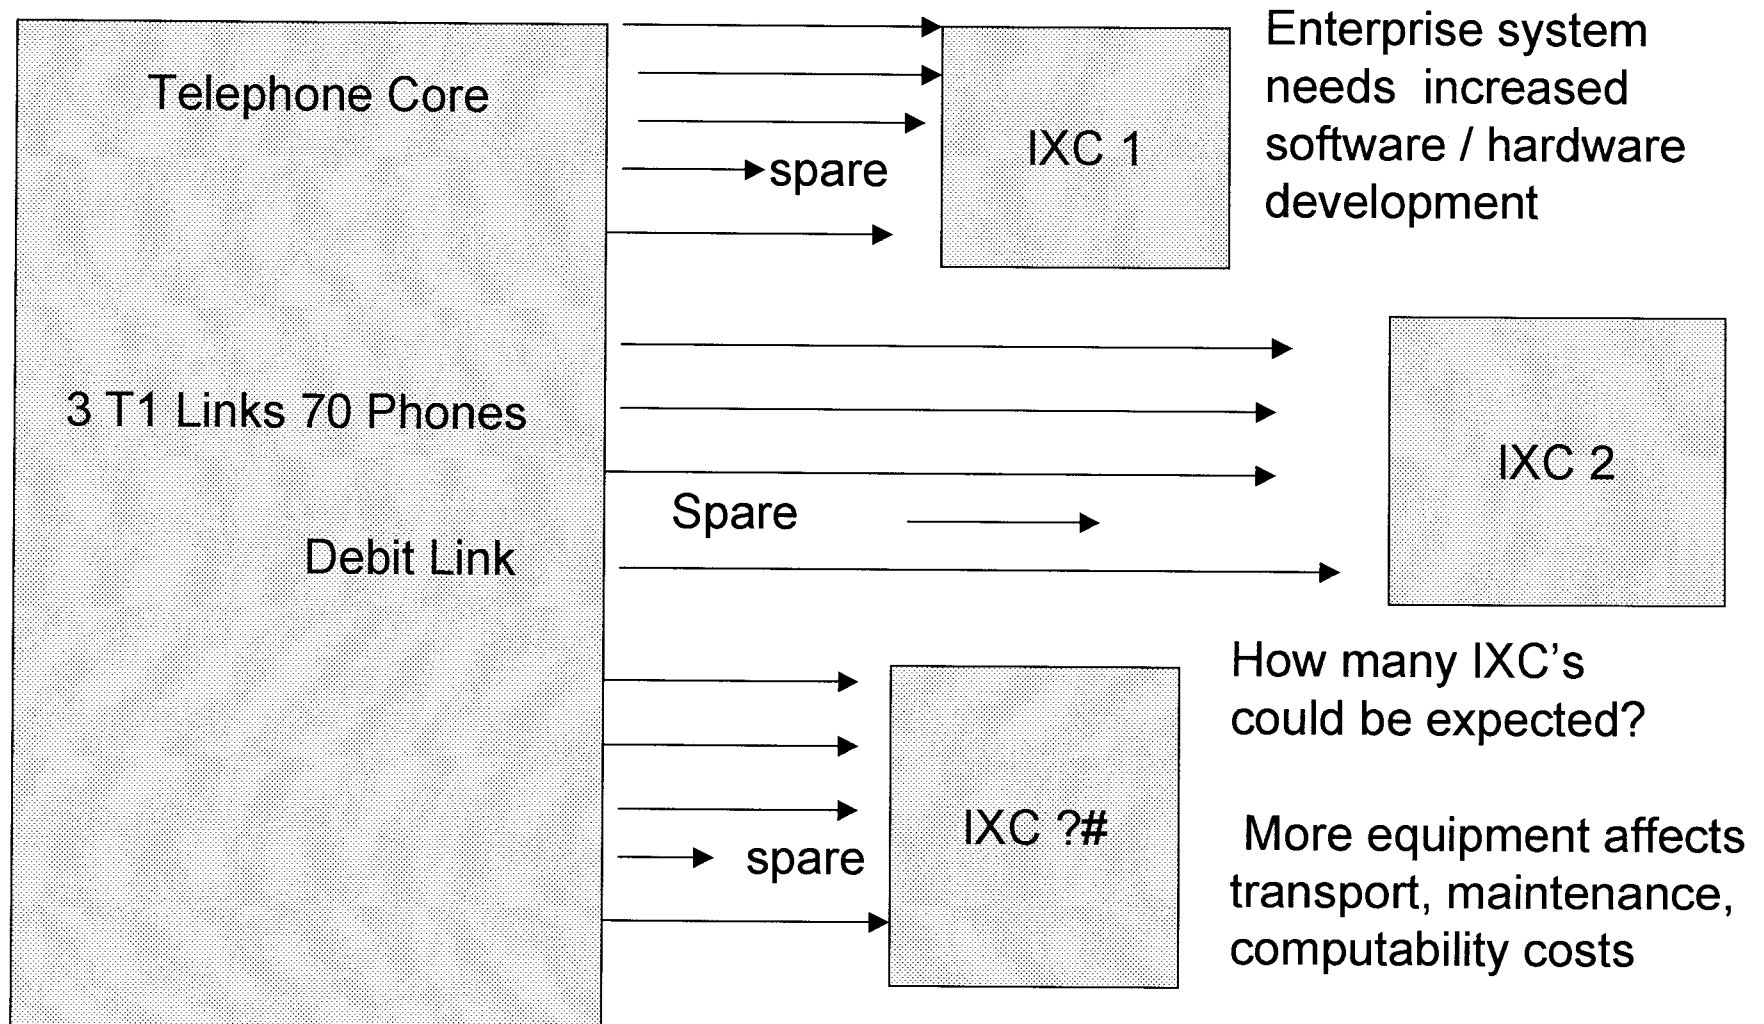 Telephone Core
3 T1 Links 70 Phones
Debit Link
spare
IXC 1
Enterprise system
needs increased
software / hardware
development
Spare
IXC 2
spare
IXC ?#
How many IXC’s
could be expected?
More equipment affects
transport, maintenance,
computability costs